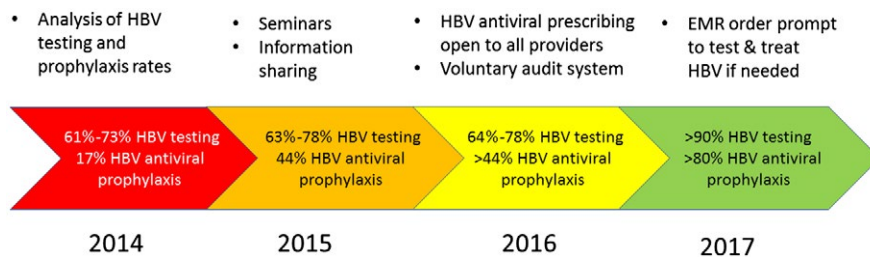 • Analysis of HBV
testing and
prophylaxis rates
• Seminars
• Information
sharing
• HBV antiviral prescribing
open to all providers
• Voluntary audit system
• EMR order prompt
to test & treat
HBV if needed
61%-73% HBV testing
17% HBV antiviral
prophylaxis
63%-78% HBV testing
44% HBV antiviral
prophylaxis
64%-78% HBV testing
>44% HBV antiviral
prophylaxis
>90% HBV testing
>80% HBV antiviral
prophylaxis
2014
2015
2016
2017